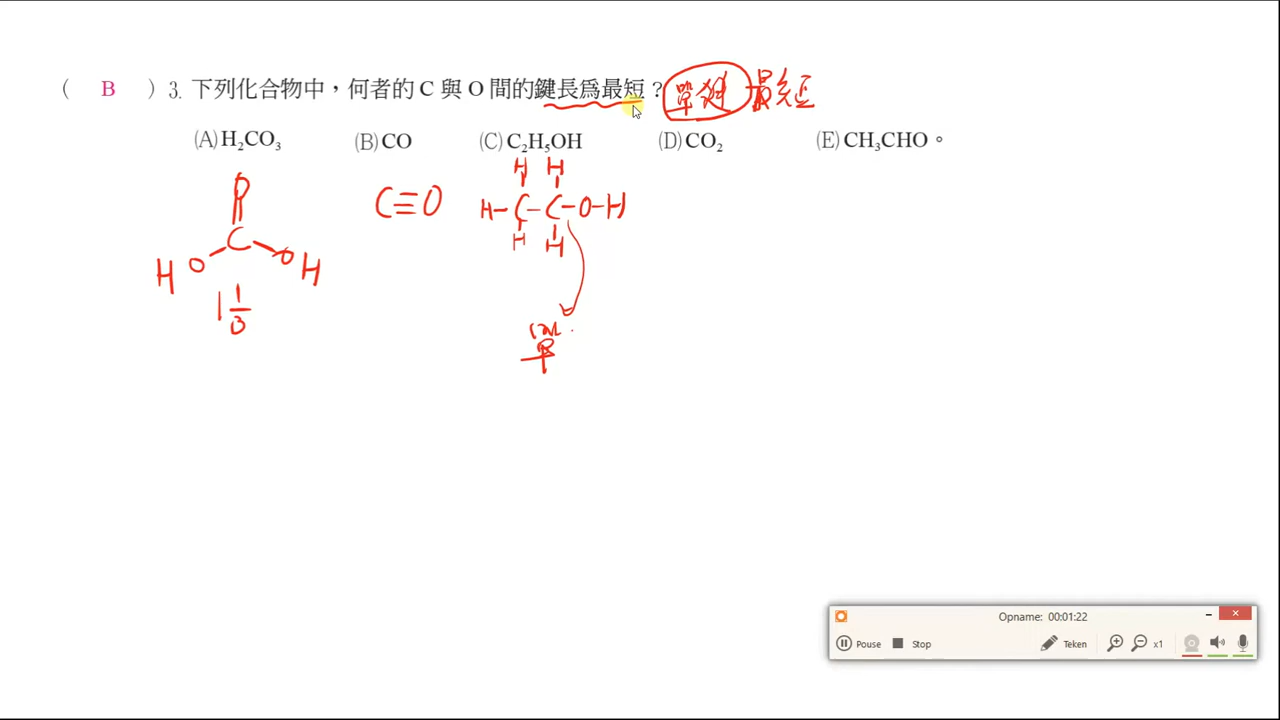 ( B ) 3. 下列化合物中，何者的 C 與 O 間的鍵長爲最短？ 單鍵 最短
(A) H₂CO₃ (B) CO (C) C₂H₅OH (D) CO₂ (E) CH₃CHO。
H H
C≡O H-C-C-O-H
C H H
H O O H
1 1/3
單
Opname: 00:01:22
Pause Stop Teken x1